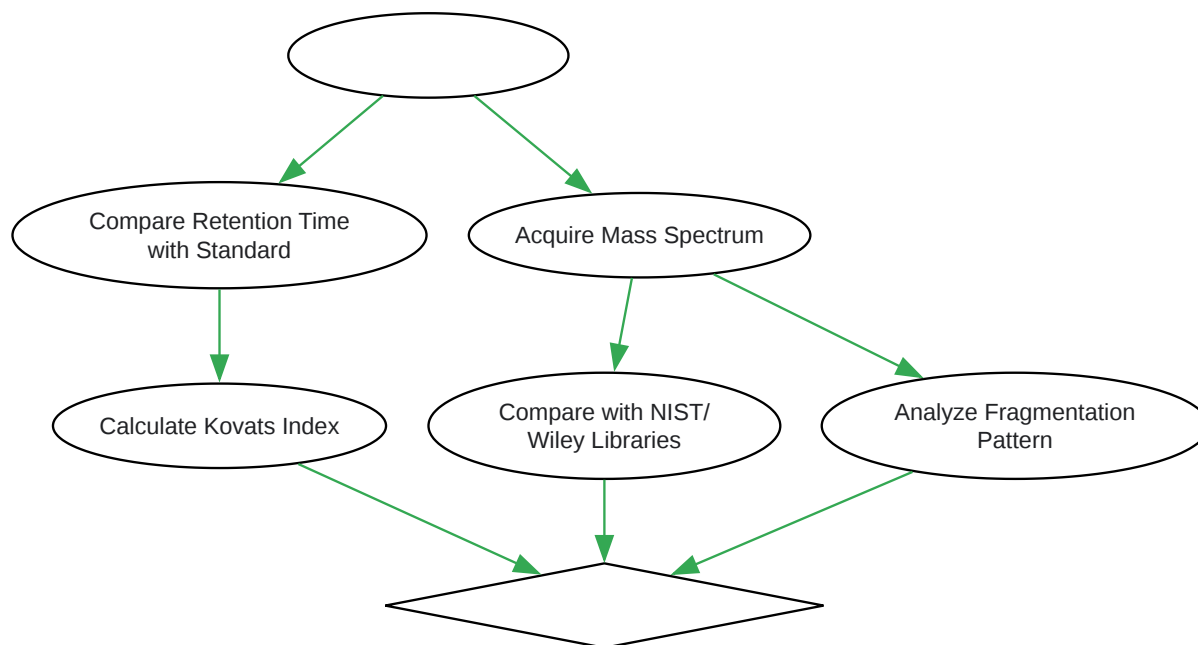 Compare Retention Time
with Standard
Acquire Mass Spectrum
Calculate Kovats Index
Compare with NIST/
Wiley Libraries
Analyze Fragmentation
Pattern